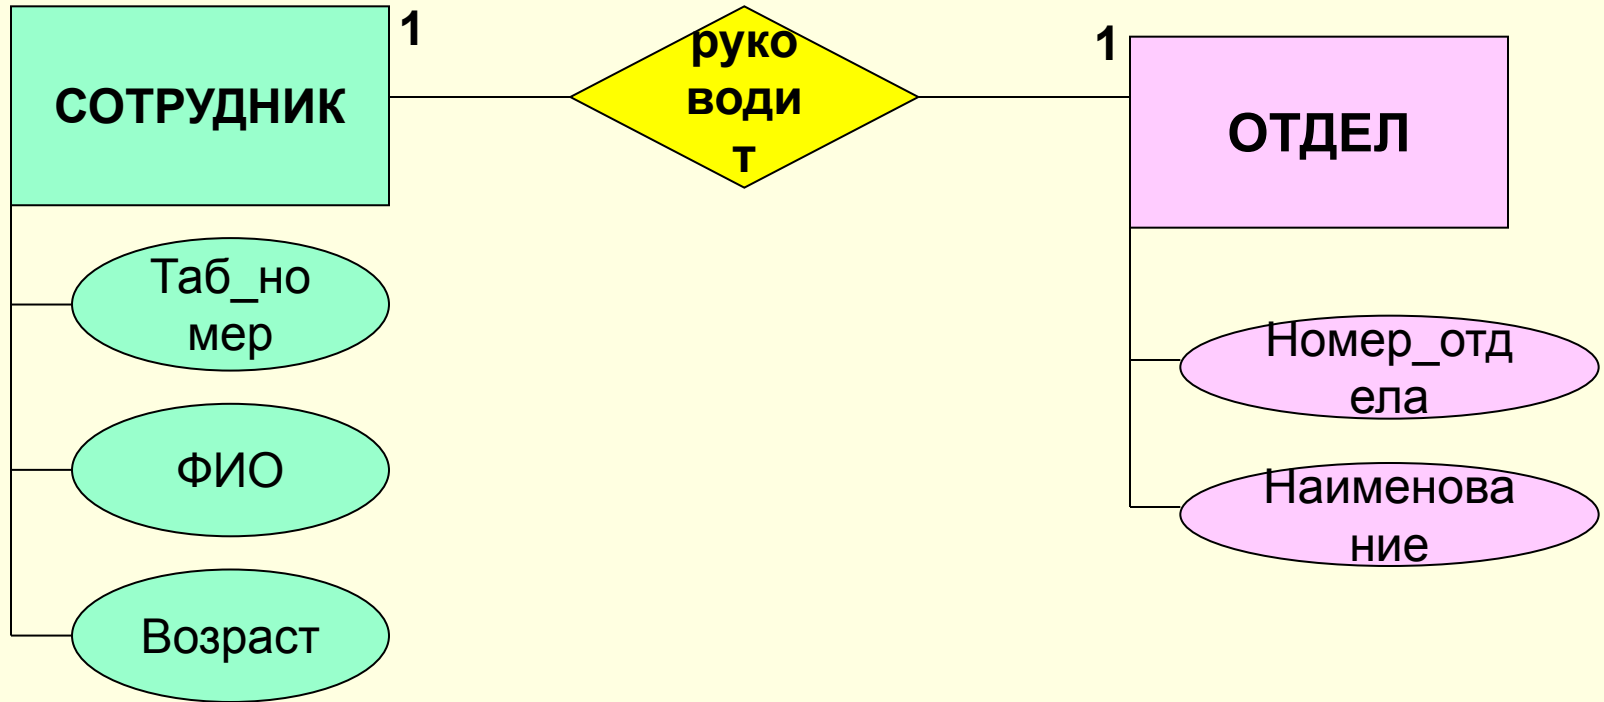 СОТРУДНИК
1
руко
води
т
1
ОТДЕЛ
Таб_но
мер
ФИО
Возраст
Номер_отд
ела
Наименова
ние